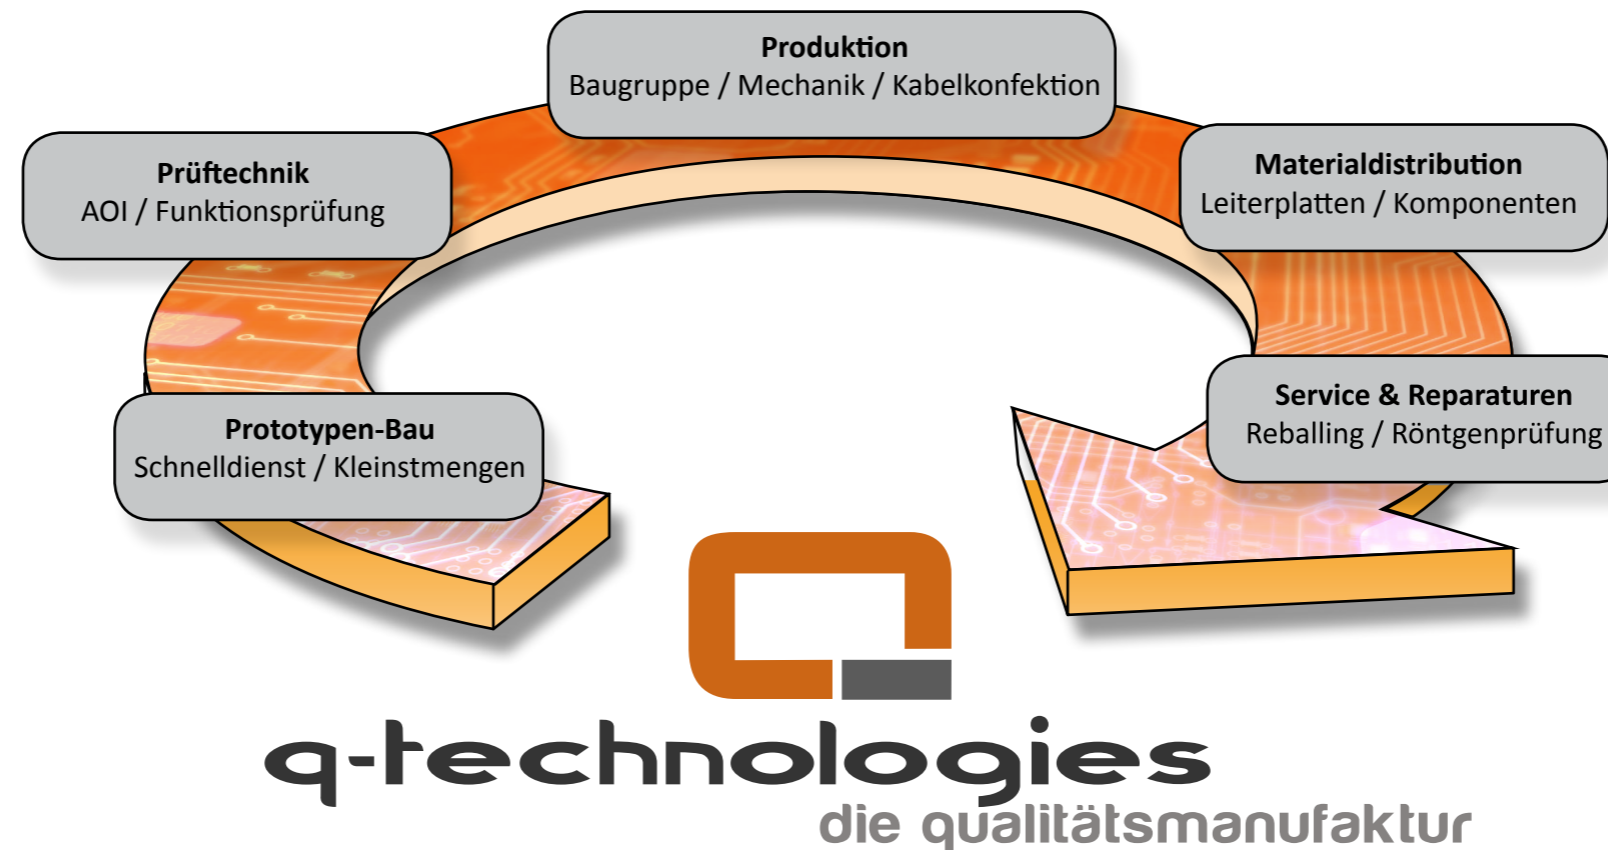 Produktion
Baugruppe / Mechanik / Kabelkonfektion
Prüftechnik
AOI / Funktionsprüfung
Materialdistribution
Leiterplatten / Komponenten
Prototypen-Bau
Schnelldienst / Kleinstmengen
Service & Reparaturen
Reballing / Röntgenprüfung
q-technologies
die qualitätsmanufaktur